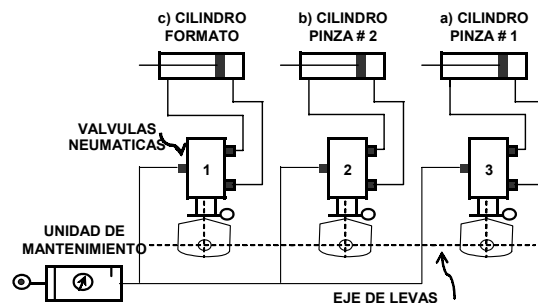 c) CILINDRO
FORMATO
b) CILINDRO
PINZA # 2
a) CILINDRO
PINZA # 1
VALVULAS
NEUMATICAS
1
2
3
UNIDAD DE
MANTENIMIENTO
EJE DE LEVAS